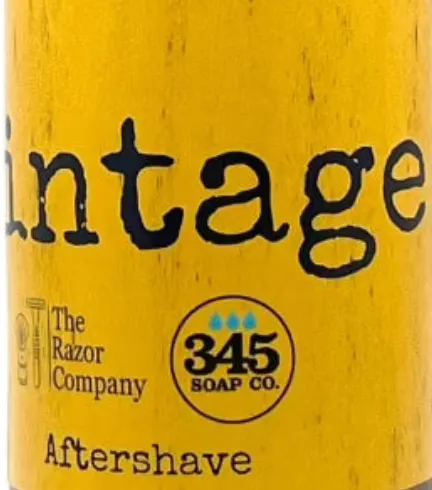 intage
The
Razor
Company
345
SOAP CO.
Aftershave